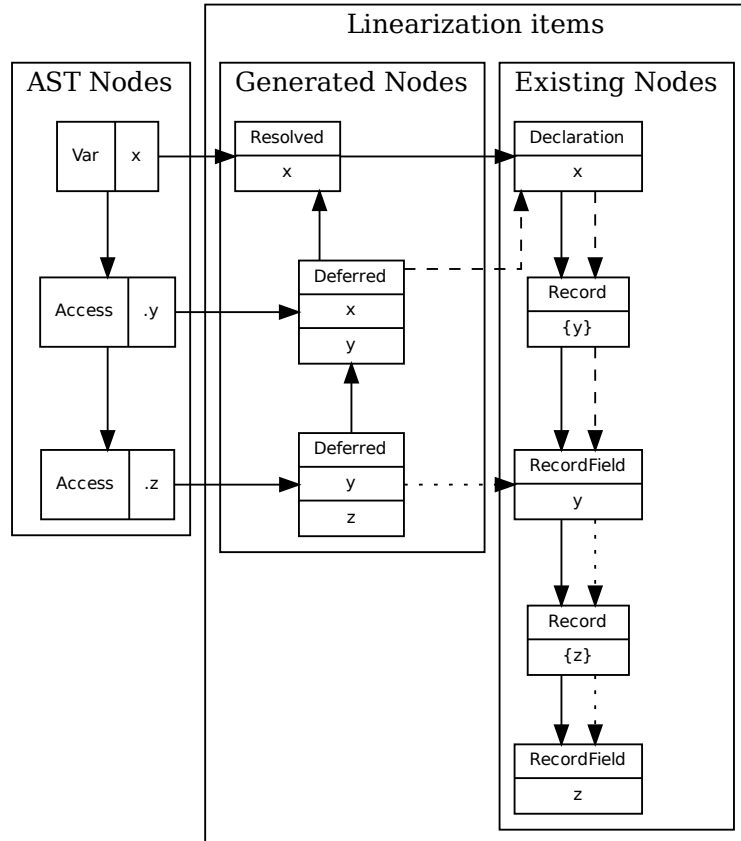 Linearization items
AST Nodes
Var x
Access .y
Access .z
Generated Nodes
Resolved
x
Deferred
x
y
Deferred
y
z
Existing Nodes
Declaration
x
Record
{y}
RecordField
y
Record
{z}
RecordField
z